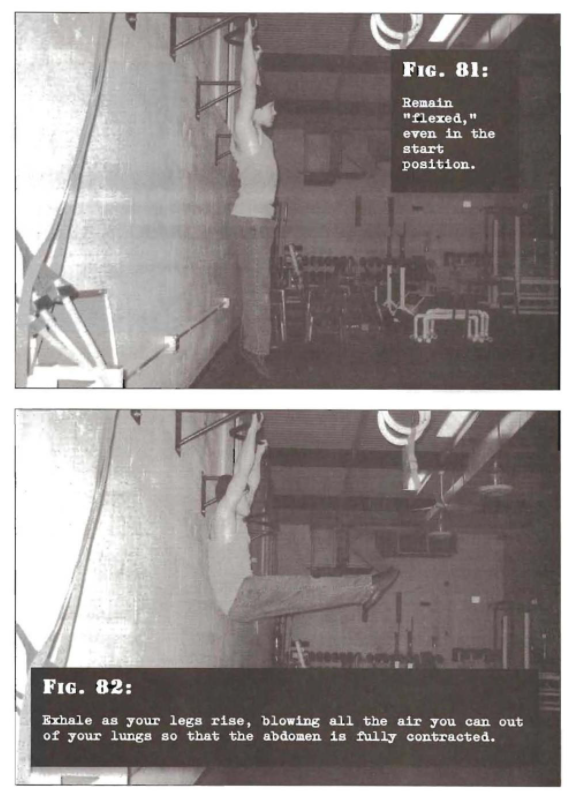 FIG. 81:
Remain
"flexed,"
even in the
start
position.
FIG. 82:
Exhale as your legs rise, blowing all the air you can out
of your lungs so that the abdomen is fully contracted.